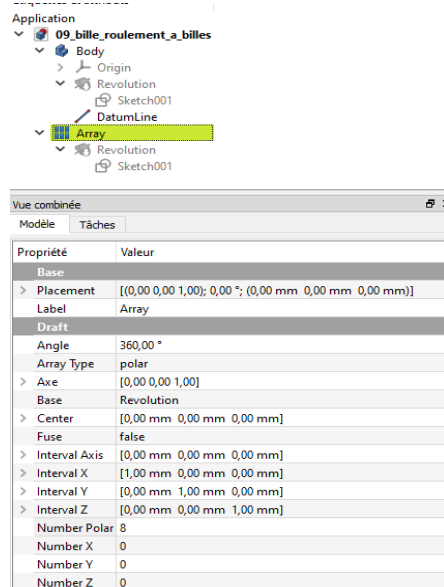 Application
09_bille_roulement_a_billes
Body
Origin
Revolution
Sketch001
DatumLine
Array
Revolution
Sketch001
Vue combinée
Modèle Tâches
Propriété Valeur
Base
Placement [(0,00 0,00 1,00); 0,00 °; (0,00 mm 0,00 mm 0,00 mm)]
Label Array
Draft
Angle 360,00 °
Array Type polar
Axe [0,00 0,00 1,00]
Base Revolution
Center [0,00 mm 0,00 mm 0,00 mm]
Fuse false
Interval Axis [0,00 mm 0,00 mm 0,00 mm]
Interval X [1,00 mm 0,00 mm 0,00 mm]
Interval Y [0,00 mm 1,00 mm 0,00 mm]
Interval Z [0,00 mm 0,00 mm 1,00 mm]
Number Polar 8
Number X 0
Number Y 0
Number Z 0